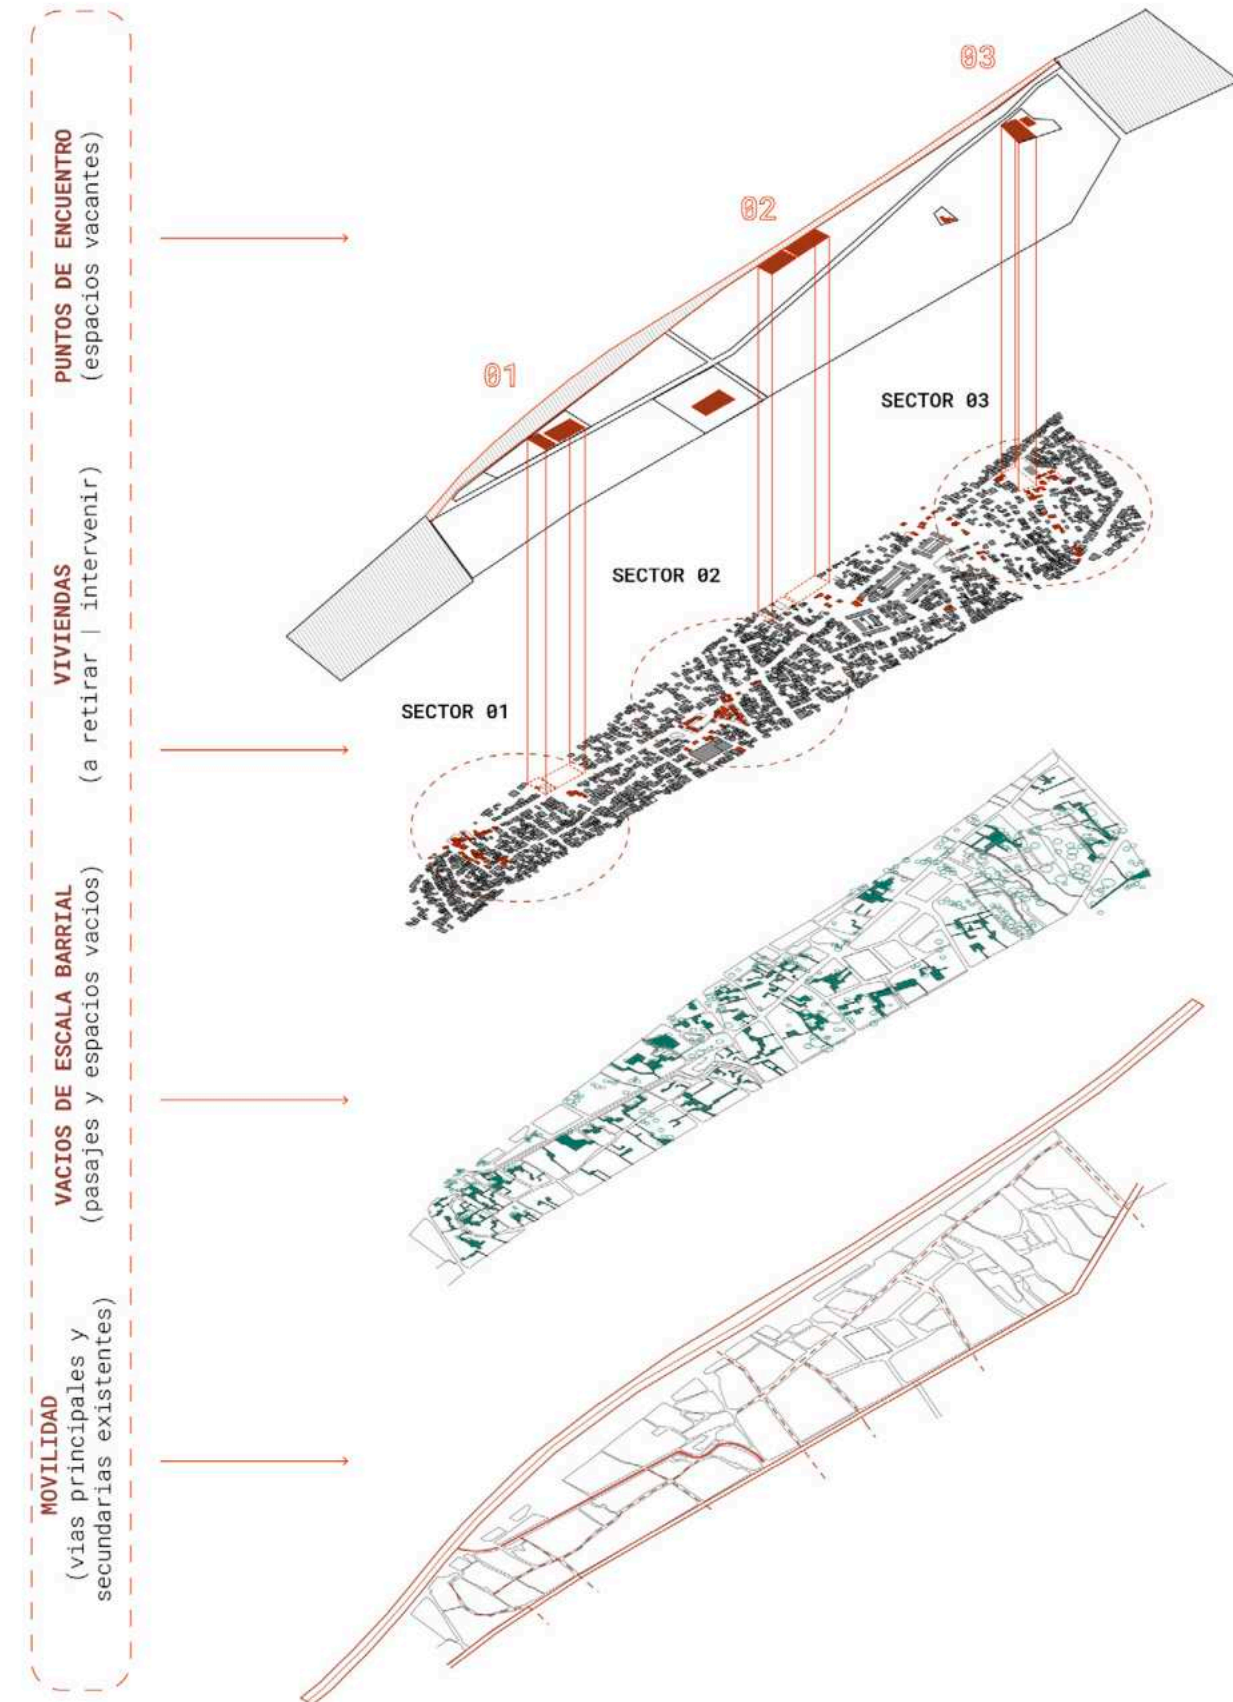 PUNTOS DE ENCUENTRO
(espacios vacantes)
VIVIENDAS
(a retirar | intervenir)
VACIOS DE ESCALA BARRIAL
(pasajes y espacios vacios)
MOVILIDAD
(vias principales y
secundarias existentes)
03
02
01
SECTOR 03
SECTOR 02
SECTOR 01